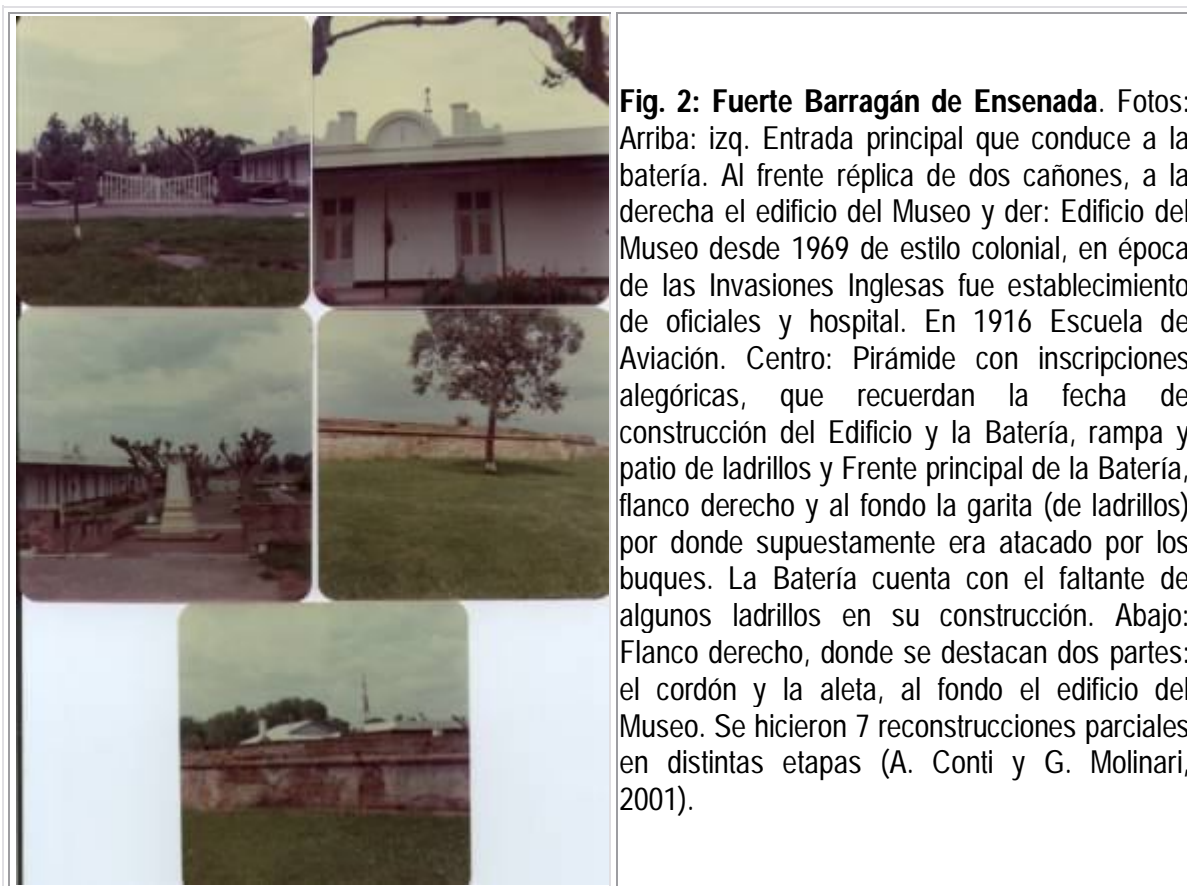 Fig. 2: Fuerte Barragán de Ensenada. Fotos:
Arriba: izq. Entrada principal que conduce a la
batería. Al frente réplica de dos cañones, a la
derecha el edificio del Museo y der: Edificio del
Museo desde 1969 de estilo colonial, en época
de las Invasiones Inglesas fue establecimiento
de oficiales y hospital. En 1916 Escuela de
Aviación. Centro: Pirámide con inscripciones
alegóricas, que recuerdan la fecha de
construcción del Edificio y la Batería, rampa y
patio de ladrillos y Frente principal de la Batería,
flanco derecho y al fondo la garita (de ladrillos)
por donde supuestamente era atacado por los
buques. La Batería cuenta con el faltante de
algunos ladrillos en su construcción. Abajo:
Flanco derecho, donde se destacan dos partes:
el cordón y la aleta, al fondo el edificio del
Museo. Se hicieron 7 reconstrucciones parciales
en distintas etapas (A. Conti y G. Molinari,
2001).